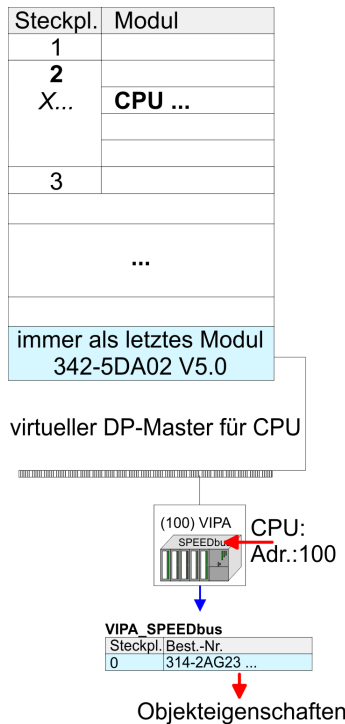 Steckpl. Modul
1
2
X... CPU ...
3
...
immer als letztes Modul
342-5DA02 V5.0
virtueller DP-Master für CPU
(100) VIPA
SPEEDbus
CPU:
Adr.:100
VIPA_SPEEDbus
Steckpl. Best.-Nr.
0 314-2AG23 ...
Objekteigenschaften